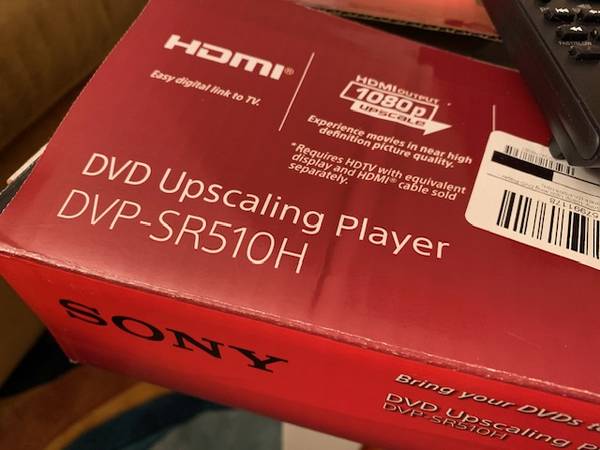 HDMI®
Easy digital link to TV.
HDMI OUTPUT
1080p
UPSCALE
Experience movies in near high
definition picture quality.
*Requires HDTV with equivalent
display and HDMI® cable sold
separately.
DVD Upscaling Player
DVP-SR510H
SONY
Bring your DVDs t
DVD Upscaling P
DVP-SR510H